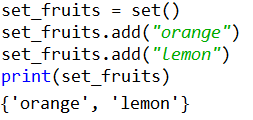 set_fruits = set()
set_fruits.add("orange")
set_fruits.add("lemon")
print(set_fruits)
{'orange', 'lemon'}